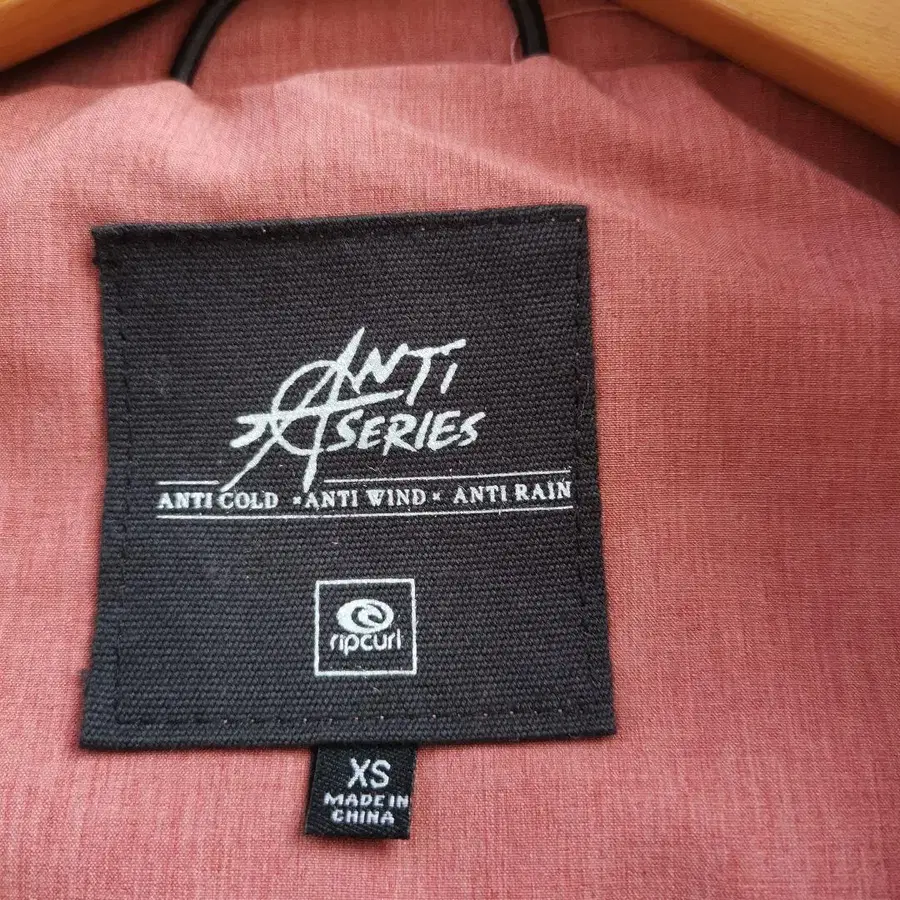 ANTI
SERIES
ANTI COLD × ANTI WIND × ANTI RAIN
ripcurl
XS
MADE IN
CHINA